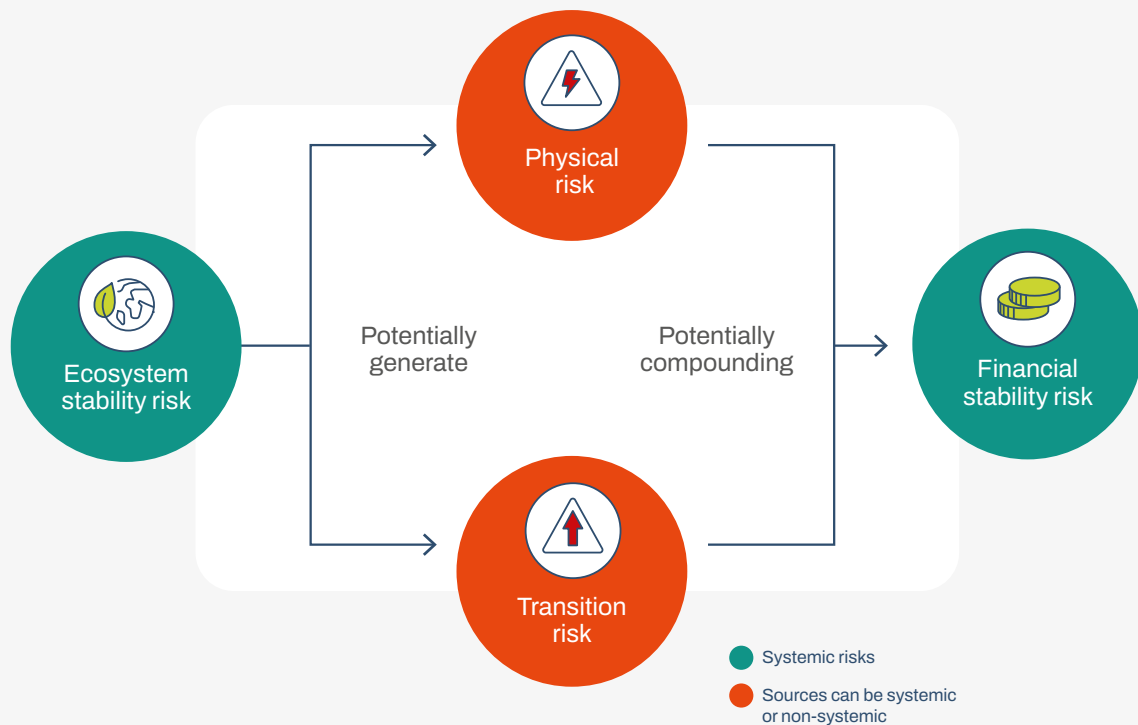 Physical
risk
Ecosystem
stability risk
Potentially
generate
Potentially
compounding
Financial
stability risk
Transition
risk
Systemic risks
Sources can be systemic
or non-systemic